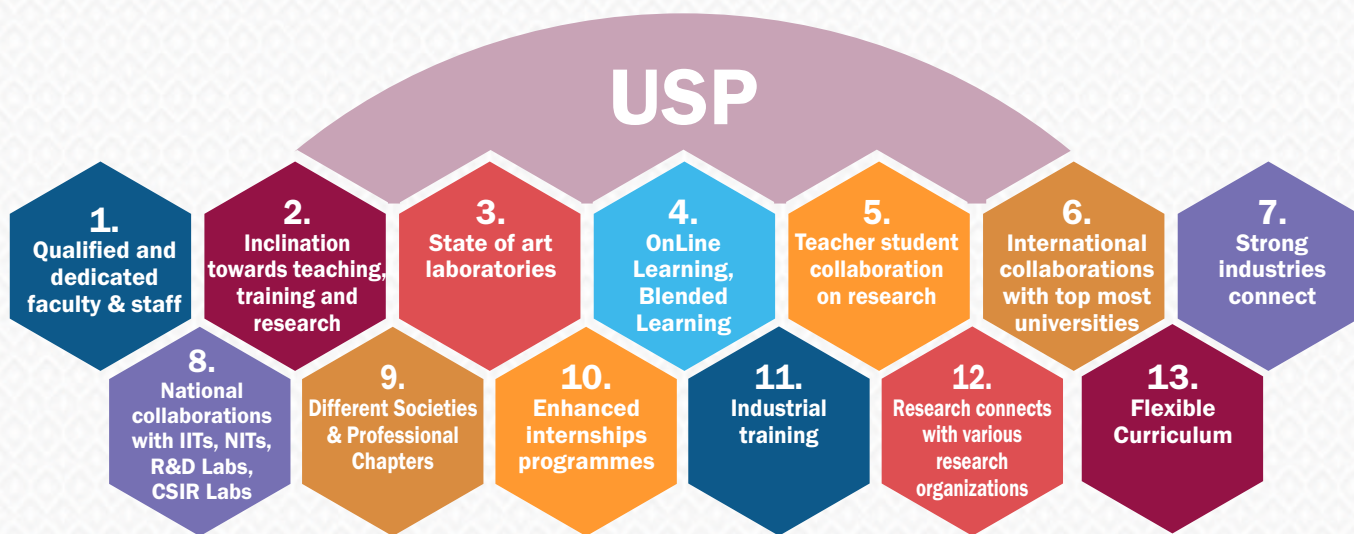 USP
1.
Qualified and
dedicated
faculty & staff
2.
Inclination
towards teaching,
training and
research
3.
State of art
laboratories
4.
OnLine
Learning,
Blended
Learning
5.
Teacher student
collaboration
on research
6.
International
collaborations
with top most
universities
7.
Strong
industries
connect
8.
National
collaborations
with IITs, NITs,
R&D Labs,
CSIR Labs
9.
Different Societies
& Professional
Chapters
10.
Enhanced
internships
programmes
11.
Industrial
training
12.
Research connects
with various
research
organizations
13.
Flexible
Curriculum